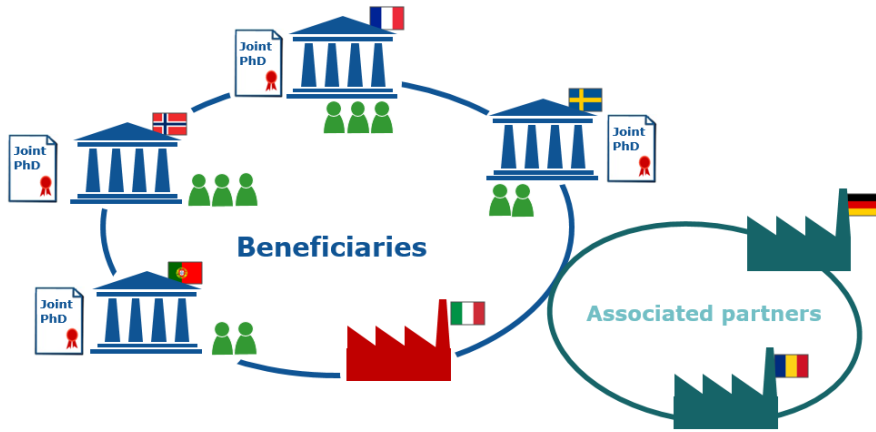 Joint
PhD
Joint
PhD
Joint
PhD
Beneficiaries
Joint
PhD
Associated partners